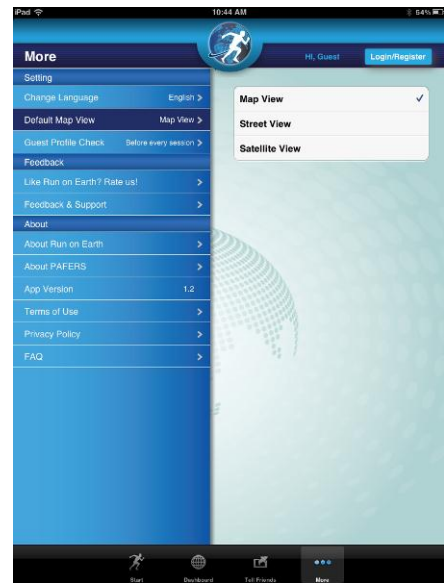 iPad 10:44 AM 64%
More
Hi, Guest
Login/Register
Setting
Change Language English >
Default Map View Map View >
Guest Profile Check Before every session >
Feedback
Like Run on Earth? Rate us! >
Feedback & Support >
About
About Run on Earth >
About PAFERS >
App Version 1.2
Terms of Use >
Privacy Policy >
FAQ >
Map View ✓
Street View
Satellite View
Start Dashboard Tell Friends More